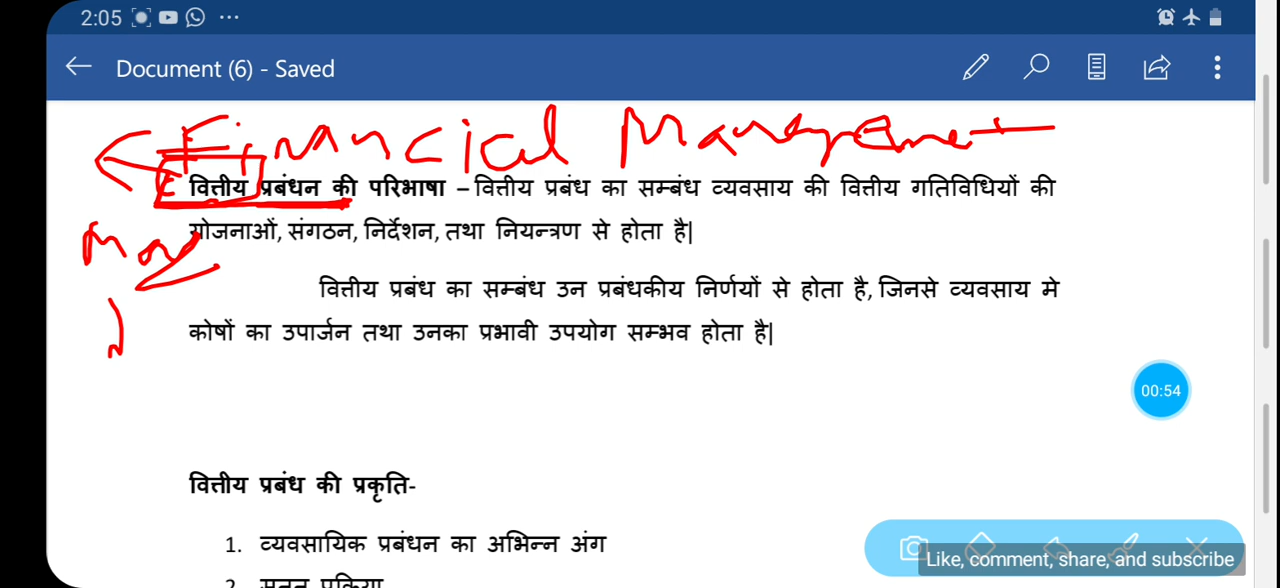 2:05
Document (6) - Saved
Financial Management
वित्तीय प्रबंधन की परिभाषा – वित्तीय प्रबंध का सम्बंध व्यवसाय की वित्तीय गतिविधियों की
योजनाओं, संगठन, निर्देशन, तथा नियन्त्रण से होता है|
वित्तीय प्रबंध का सम्बंध उन प्रबंधकीय निर्णयों से होता है, जिनसे व्यवसाय मे
कोषों का उपार्जन तथा उनका प्रभावी उपयोग सम्भव होता है|
00:54
वित्तीय प्रबंध की प्रकृति-
1. व्यवसायिक प्रबंधन का अभिन्न अंग
Like, comment, share, and subscribe